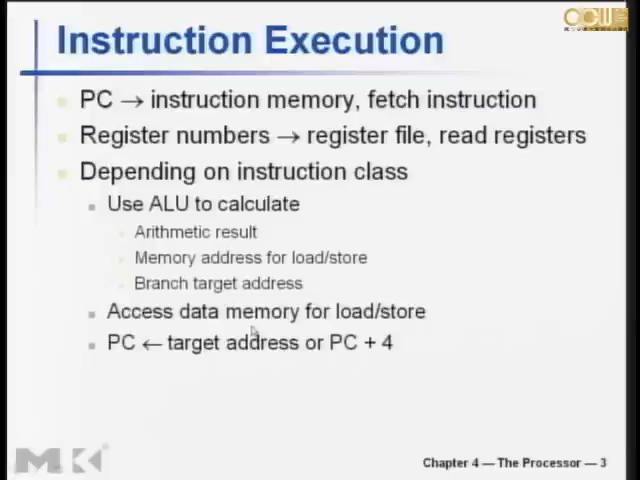 Instruction Execution
PC → instruction memory, fetch instruction
Register numbers → register file, read registers
Depending on instruction class
Use ALU to calculate
Arithmetic result
Memory address for load/store
Branch target address
Access data memory for load/store
PC ← target address or PC + 4
MK
Chapter 4 — The Processor — 3